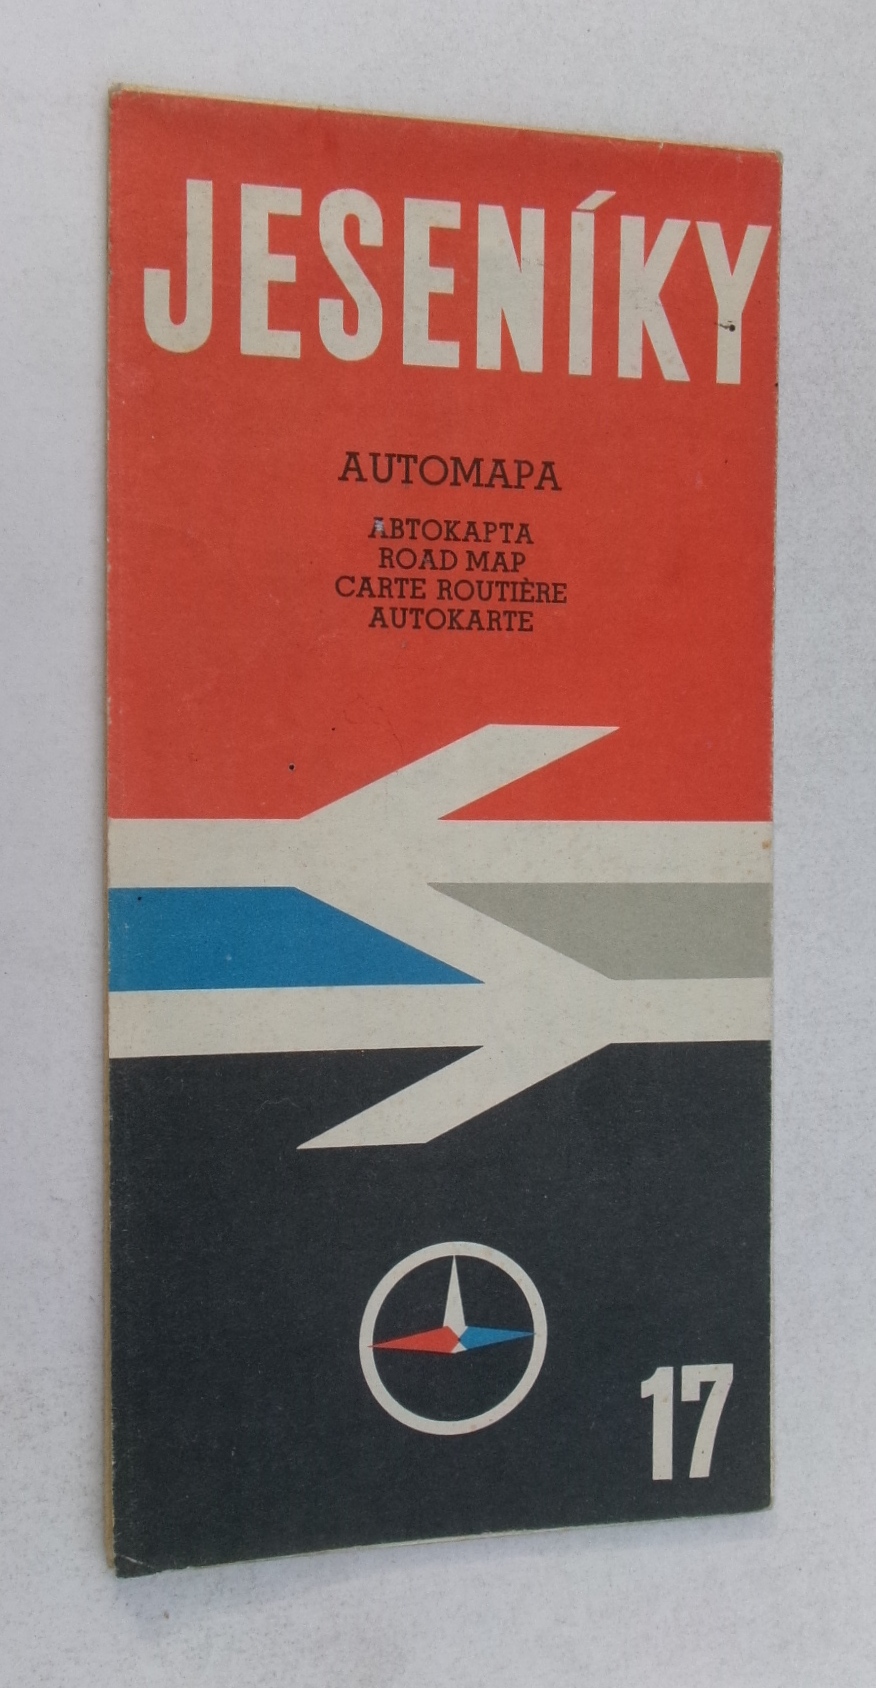 JESENÍKY
AUTOMAPA
АВТОКАРТА
ROAD MAP
CARTE ROUTIÈRE
AUTOKARTE
17